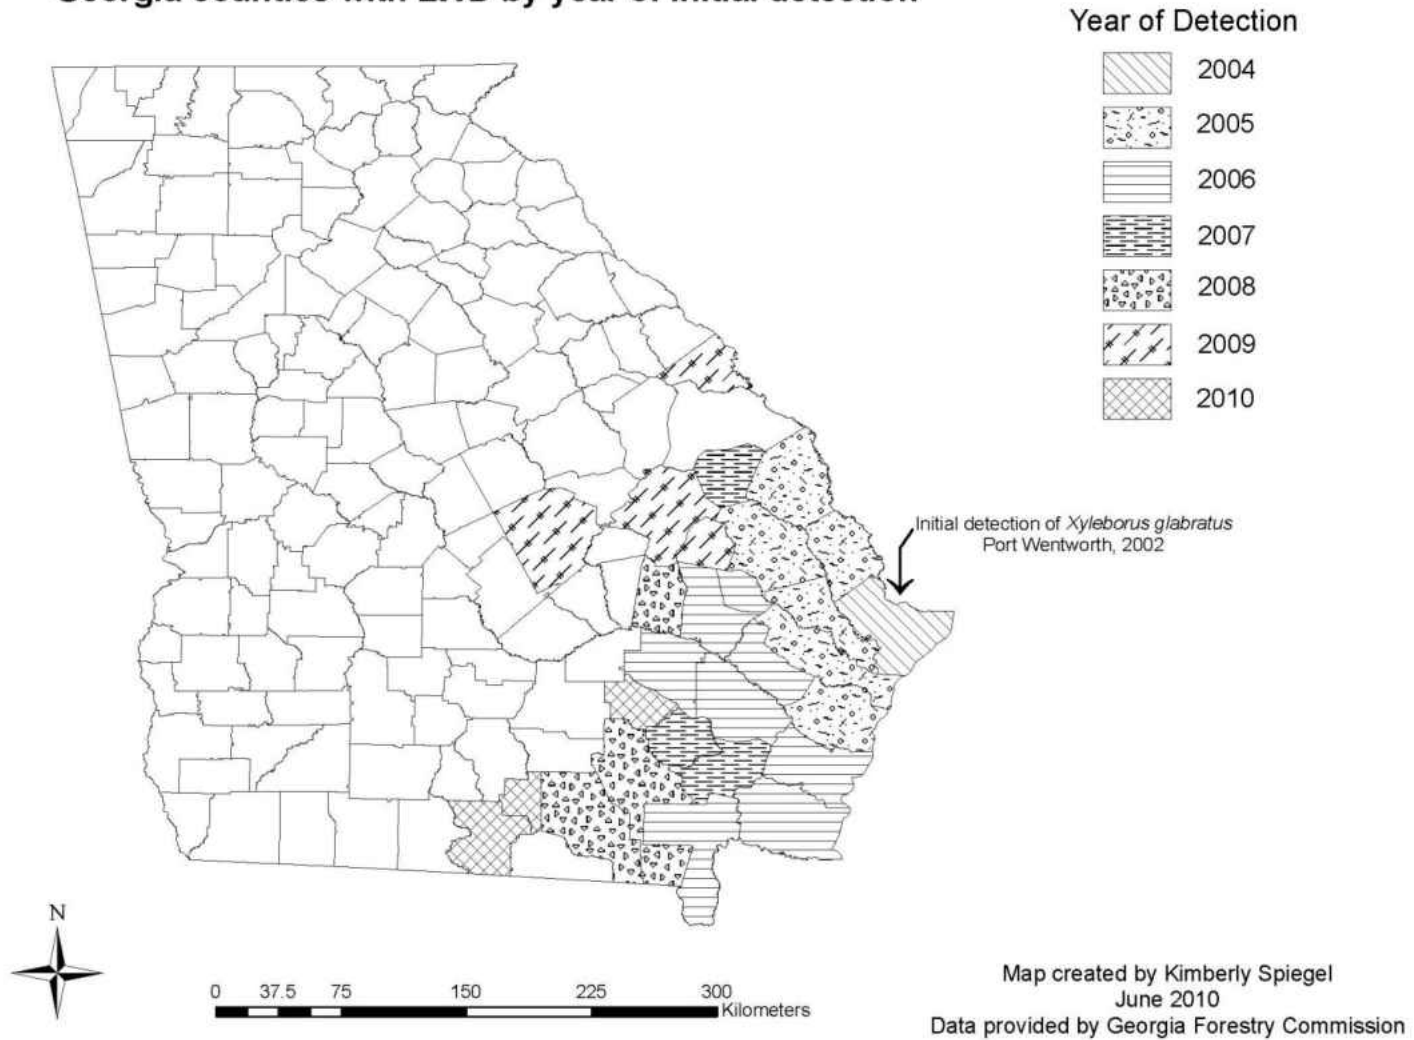 Year of Detection
2004
2005
2006
2007
2008
2009
2010
Initial detection of Xyleborus glabratus
Port Wentworth, 2002
N
0 37.5 75 150 225 300
Kilometers
Map created by Kimberly Spiegel
June 2010
Data provided by Georgia Forestry Commission